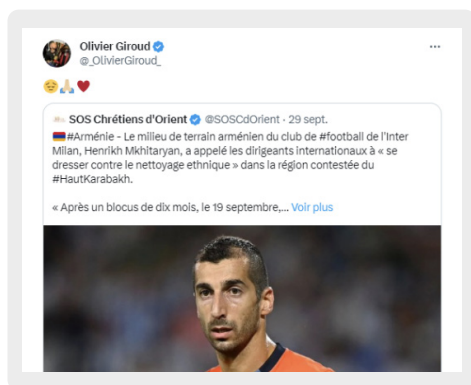 Olivier Giroud
@_OlivierGiroud_
😔🙏🏻♥️
SOS Chrétiens d'Orient @SOSCdOrient · 29 sept.
🇦🇲#Arménie - Le milieu de terrain arménien du club de #football de l'Inter
Milan, Henrikh Mkhitaryan, a appelé les dirigeants internationaux à « se
dresser contre le nettoyage ethnique » dans la région contestée du
#HautKarabakh.
« Après un blocus de dix mois, le 19 septembre,... Voir plus